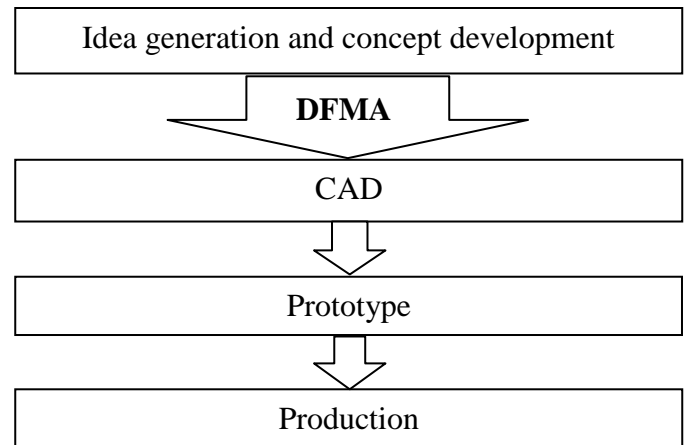 Idea generation and concept development
DFMA
CAD
Prototype
Production